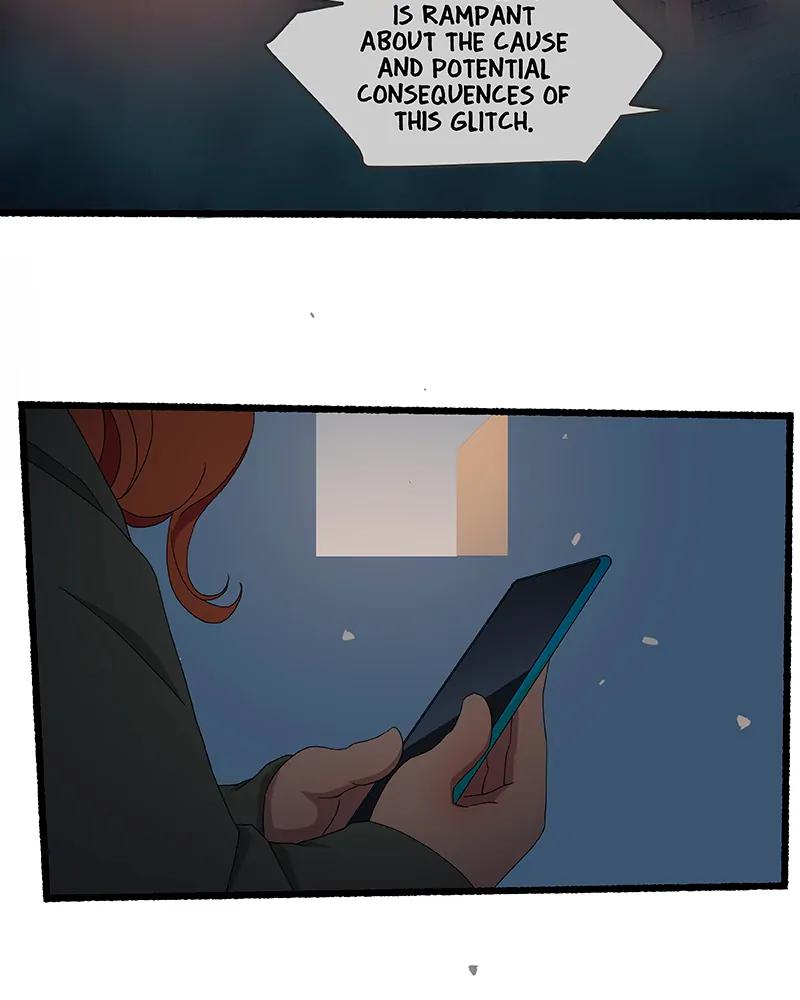 IS RAMPANT
ABOUT THE CAUSE
AND POTENTIAL
CONSEQUENCES OF
THIS GLITCH.